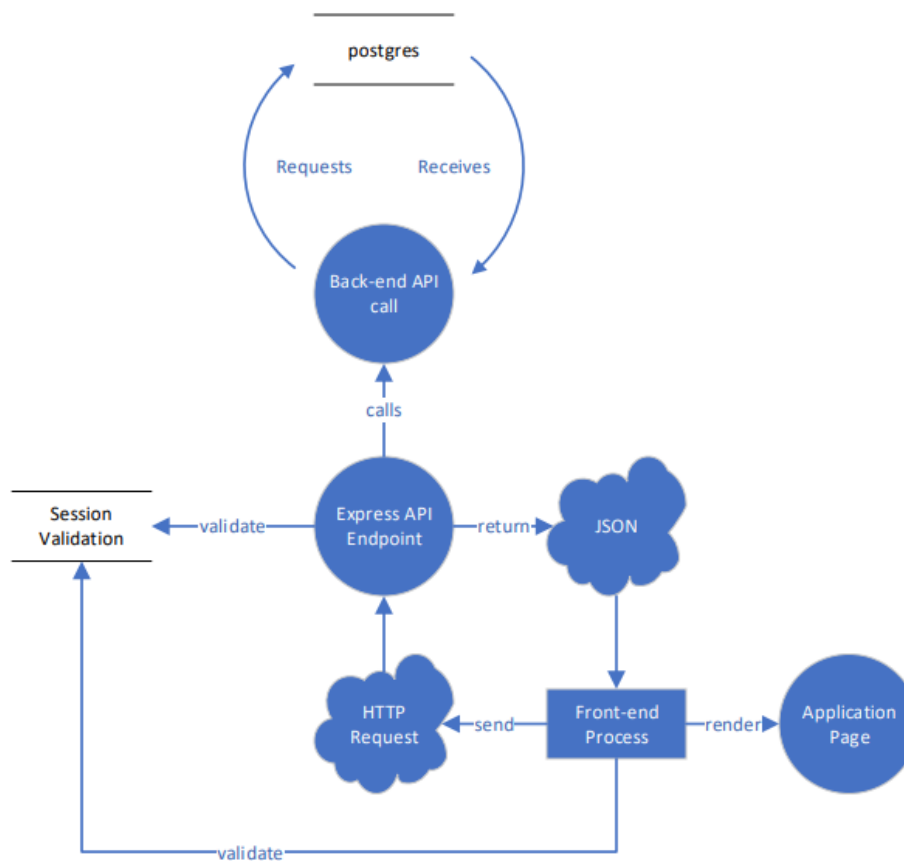 postgres
Requests
Receives
Back-end API
call
calls
Session
Validation
validate
Express API
Endpoint
return
JSON
HTTP
Request
send
Front-end
Process
render
Application
Page
validate